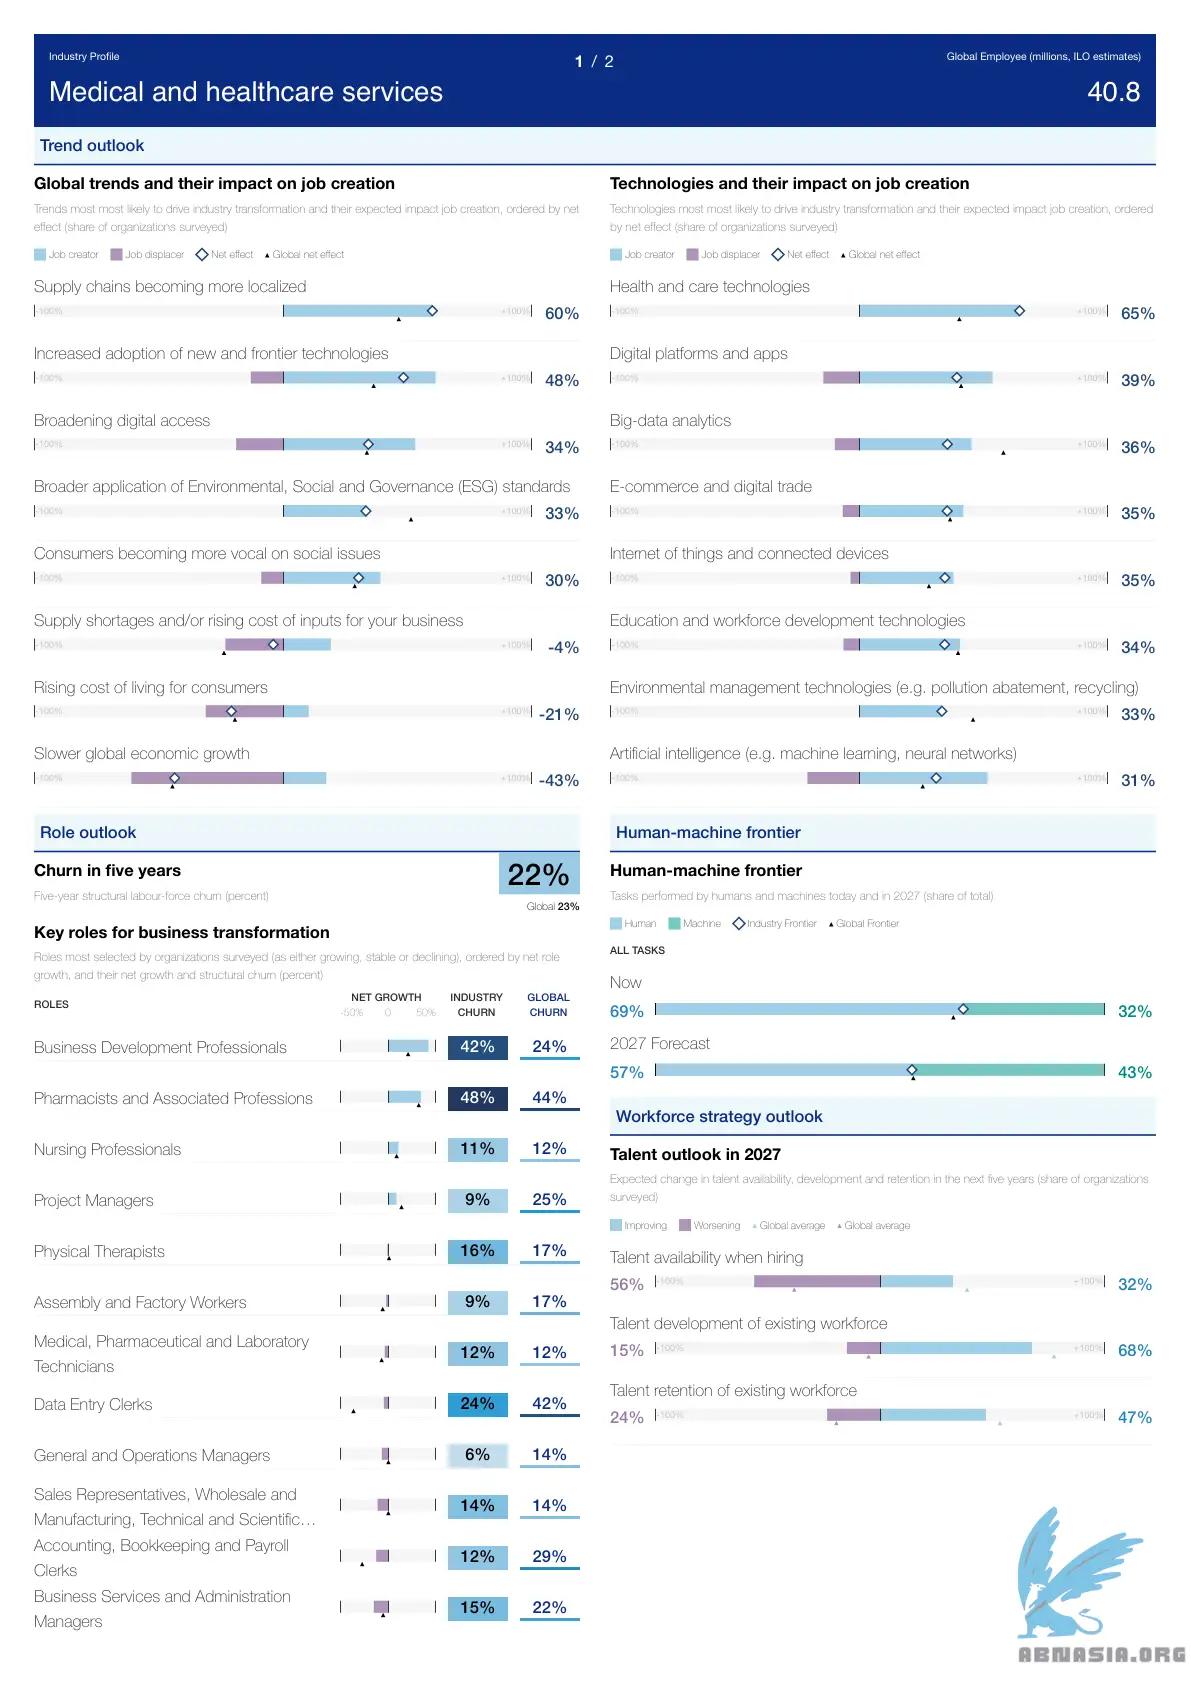 Industry Profile
1 / 2
Global Employee (millions, ILO estimates)
Medical and healthcare services
40.8
Trend outlook
Global trends and their impact on job creation
Trends most most likely to drive industry transformation and their expected impact job creation, ordered by net
effect (share of organizations surveyed)
Job creator Job displacer Net effect Global net effect
Supply chains becoming more localized
-100% +100% 60%
Increased adoption of new and frontier technologies
-100% +100% 48%
Broadening digital access
-100% +100% 34%
Broader application of Environmental, Social and Governance (ESG) standards
-100% +100% 33%
Consumers becoming more vocal on social issues
-100% +100% 30%
Supply shortages and/or rising cost of inputs for your business
-100% +100% -4%
Rising cost of living for consumers
-100% +100% -21%
Slower global economic growth
-100% +100% -43%
Technologies and their impact on job creation
Technologies most most likely to drive industry transformation and their expected impact on job creation, ordered
by net effect (share of organizations surveyed)
Job creator Job displacer Net effect Global net effect
Health and care technologies
-100% +100% 65%
Digital platforms and apps
-100% +100% 39%
Big-data analytics
-100% +100% 36%
E-commerce and digital trade
-100% +100% 35%
Internet of things and connected devices
-100% +100% 35%
Education and workforce development technologies
-100% +100% 34%
Environmental management technologies (e.g. pollution abatement, recycling)
-100% +100% 33%
Artificial intelligence (e.g. machine learning, neural networks)
-100% +100% 31%
Role outlook
Churn in five years
22%
Five-year structural labour-force churn (percent)
Global 23%
Key roles for business transformation
Roles most selected by organizations surveyed (as either growing, stable or declining), ordered by net role
growth, and their net growth and structural churn (percent)
ROLES
NET GROWTH INDUSTRY GLOBAL
-50% 0 50% CHURN CHURN
Business Development Professionals 42% 24%
Pharmacists and Associated Professions 48% 44%
Nursing Professionals 11% 12%
Project Managers 9% 25%
Physical Therapists 16% 17%
Assembly and Factory Workers 9% 17%
Medical, Pharmaceutical and Laboratory
Technicians
12% 12%
Data Entry Clerks 24% 42%
General and Operations Managers 6% 14%
Sales Representatives, Wholesale and
Manufacturing, Technical and Scientific…
14% 14%
Accounting, Bookkeeping and Payroll
Clerks
12% 29%
Business Services and Administration
Managers
15% 22%
Human-machine frontier
Human-machine frontier
Tasks performed by humans and machines today and in 2027 (share of total)
Human Machine Industry Frontier Global Frontier
ALL TASKS
Now
69% 32%
2027 Forecast
57% 43%
Workforce strategy outlook
Talent outlook in 2027
Expected change in talent availability, development and retention in the next five years (share of organizations
surveyed)
Improving Worsening Global average Global average
Talent availability when hiring
56% -100% +100% 32%
Talent development of existing workforce
15% -100% +100% 68%
Talent retention of existing workforce
24% -100% +100% 47%
ABNASIA.ORG